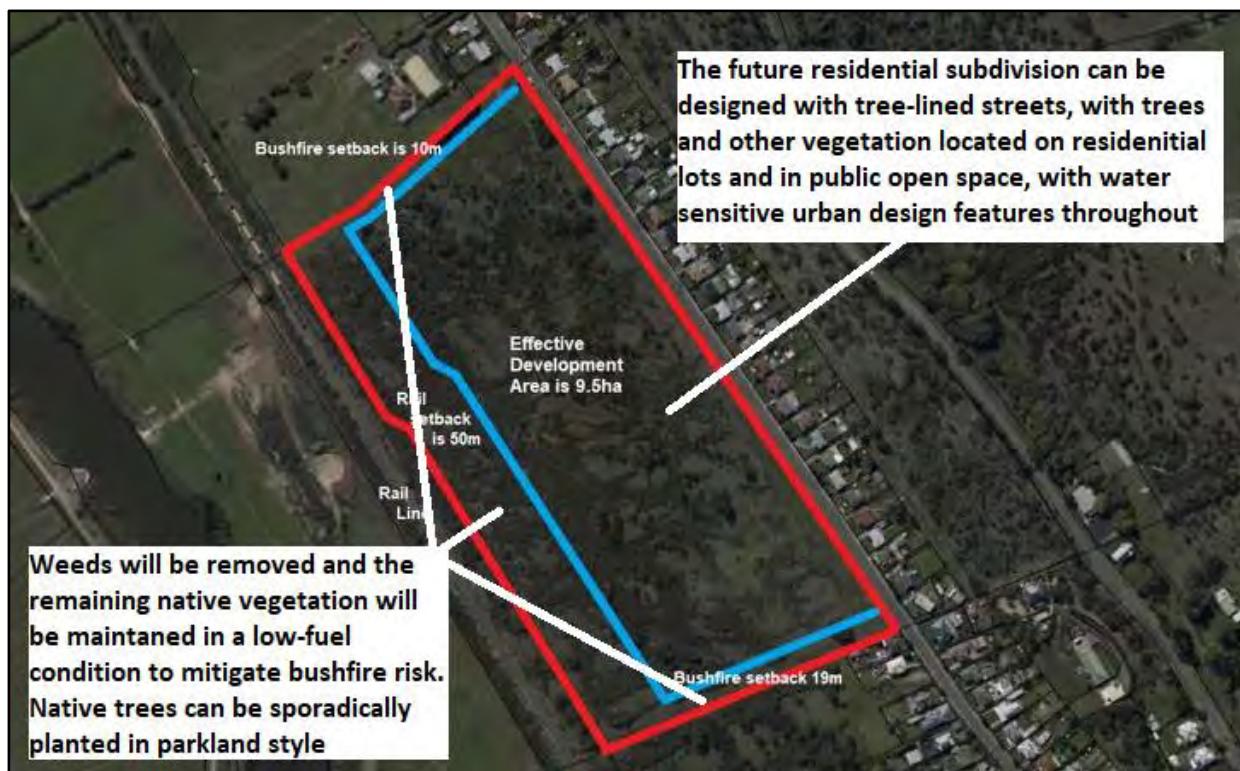 The future residential subdivision can be
designed with tree-lined streets, with trees
and other vegetation located on residenitial
lots and in public open space, with water
sensitive urban design features throughout
Bushfire setback is 10m
Effective
Development
Area is 9.5ha
Rail
setback
is 50m
Rail
Line
Weeds will be removed and the
remaining native vegetation will
be maintaned in a low-fuel
condition to mitigate bushfire risk.
Native trees can be sporadically
planted in parkland style
Bushfire setback 19m